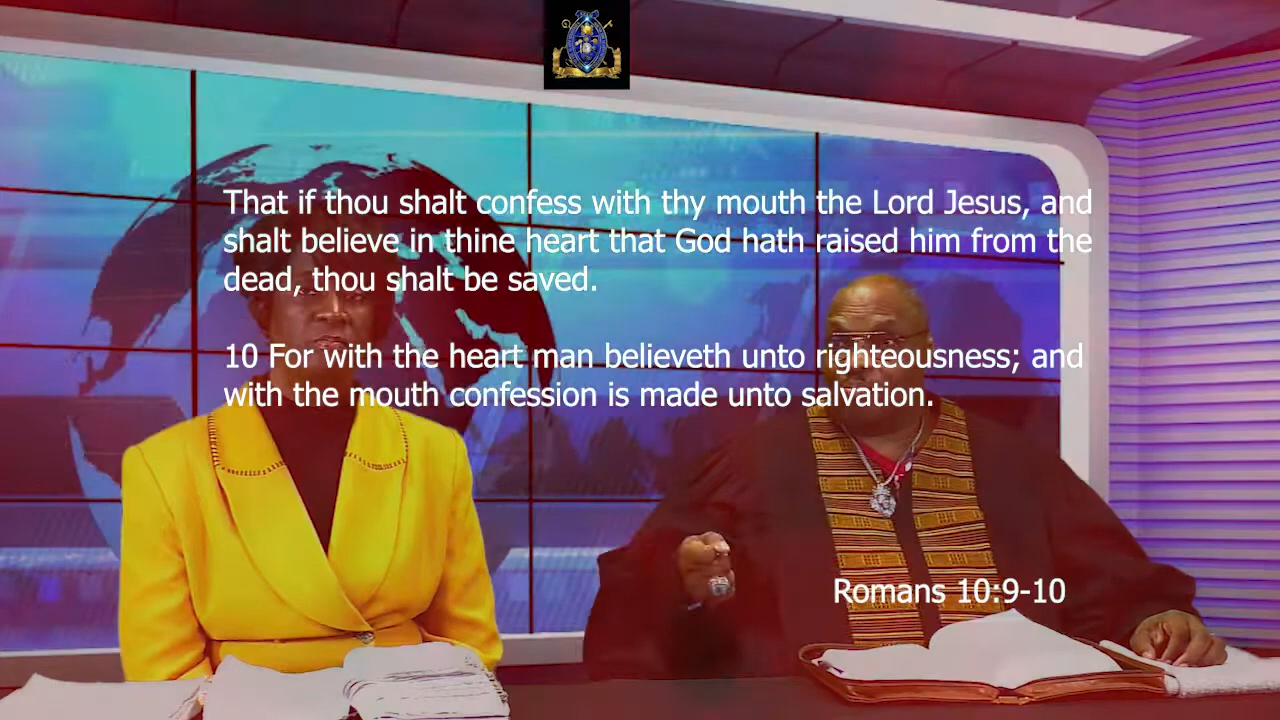 That if thou shalt confess with thy mouth the Lord Jesus, and
shalt believe in thine heart that God hath raised him from the
dead, thou shalt be saved.
10 For with the heart man believeth unto righteousness; and
with the mouth confession is made unto salvation.
Romans 10:9-10